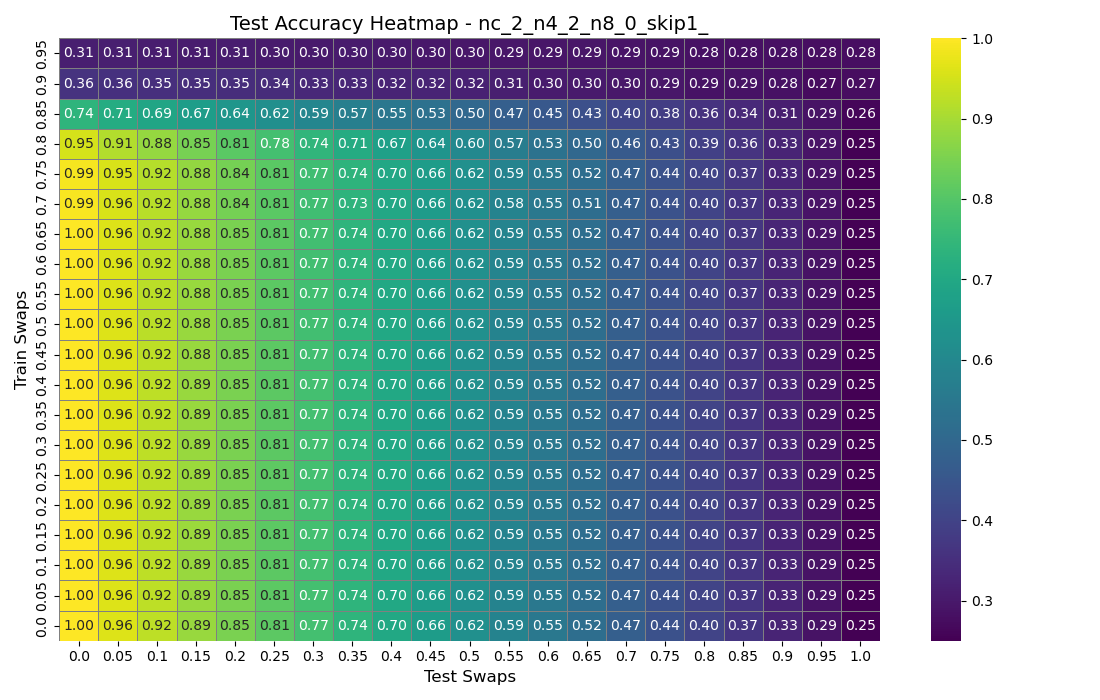 Test Accuracy Heatmap - nc_2_n4_2_n8_0_skip1_
Train Swaps
0.95 0.31 0.31 0.31 0.31 0.31 0.30 0.30 0.30 0.30 0.30 0.30 0.29 0.29 0.29 0.29 0.29 0.28 0.28 0.28 0.28 0.28
0.9 0.36 0.36 0.35 0.35 0.35 0.34 0.33 0.33 0.32 0.32 0.32 0.31 0.30 0.30 0.30 0.29 0.29 0.29 0.28 0.27 0.27
0.85 0.74 0.71 0.69 0.67 0.64 0.62 0.59 0.57 0.55 0.53 0.50 0.47 0.45 0.43 0.40 0.38 0.36 0.34 0.31 0.29 0.26
0.8 0.95 0.91 0.88 0.85 0.81 0.78 0.74 0.71 0.67 0.64 0.60 0.57 0.53 0.50 0.46 0.43 0.39 0.36 0.33 0.29 0.25
0.75 0.99 0.95 0.92 0.88 0.84 0.81 0.77 0.74 0.70 0.66 0.62 0.59 0.55 0.52 0.47 0.44 0.40 0.37 0.33 0.29 0.25
0.7 0.99 0.96 0.92 0.88 0.84 0.81 0.77 0.73 0.70 0.66 0.62 0.58 0.55 0.51 0.47 0.44 0.40 0.37 0.33 0.29 0.25
0.65 1.00 0.96 0.92 0.88 0.85 0.81 0.77 0.74 0.70 0.66 0.62 0.59 0.55 0.52 0.47 0.44 0.40 0.37 0.33 0.29 0.25
0.6 1.00 0.96 0.92 0.88 0.85 0.81 0.77 0.74 0.70 0.66 0.62 0.59 0.55 0.52 0.47 0.44 0.40 0.37 0.33 0.29 0.25
0.55 1.00 0.96 0.92 0.88 0.85 0.81 0.77 0.74 0.70 0.66 0.62 0.59 0.55 0.52 0.47 0.44 0.40 0.37 0.33 0.29 0.25
0.5 1.00 0.96 0.92 0.88 0.85 0.81 0.77 0.74 0.70 0.66 0.62 0.59 0.55 0.52 0.47 0.44 0.40 0.37 0.33 0.29 0.25
0.45 1.00 0.96 0.92 0.88 0.85 0.81 0.77 0.74 0.70 0.66 0.62 0.59 0.55 0.52 0.47 0.44 0.40 0.37 0.33 0.29 0.25
0.4 1.00 0.96 0.92 0.89 0.85 0.81 0.77 0.74 0.70 0.66 0.62 0.59 0.55 0.52 0.47 0.44 0.40 0.37 0.33 0.29 0.25
0.35 1.00 0.96 0.92 0.89 0.85 0.81 0.77 0.74 0.70 0.66 0.62 0.59 0.55 0.52 0.47 0.44 0.40 0.37 0.33 0.29 0.25
0.3 1.00 0.96 0.92 0.89 0.85 0.81 0.77 0.74 0.70 0.66 0.62 0.59 0.55 0.52 0.47 0.44 0.40 0.37 0.33 0.29 0.25
0.25 1.00 0.96 0.92 0.89 0.85 0.81 0.77 0.74 0.70 0.66 0.62 0.59 0.55 0.52 0.47 0.44 0.40 0.37 0.33 0.29 0.25
0.2 1.00 0.96 0.92 0.89 0.85 0.81 0.77 0.74 0.70 0.66 0.62 0.59 0.55 0.52 0.47 0.44 0.40 0.37 0.33 0.29 0.25
0.15 1.00 0.96 0.92 0.89 0.85 0.81 0.77 0.74 0.70 0.66 0.62 0.59 0.55 0.52 0.47 0.44 0.40 0.37 0.33 0.29 0.25
0.1 1.00 0.96 0.92 0.89 0.85 0.81 0.77 0.74 0.70 0.66 0.62 0.59 0.55 0.52 0.47 0.44 0.40 0.37 0.33 0.29 0.25
0.05 1.00 0.96 0.92 0.89 0.85 0.81 0.77 0.74 0.70 0.66 0.62 0.59 0.55 0.52 0.47 0.44 0.40 0.37 0.33 0.29 0.25
0.0 1.00 0.96 0.92 0.89 0.85 0.81 0.77 0.74 0.70 0.66 0.62 0.59 0.55 0.52 0.47 0.44 0.40 0.37 0.33 0.29 0.25
0.0 0.05 0.1 0.15 0.2 0.25 0.3 0.35 0.4 0.45 0.5 0.55 0.6 0.65 0.7 0.75 0.8 0.85 0.9 0.95 1.0
Test Swaps
1.0
0.9
0.8
0.7
0.6
0.5
0.4
0.3